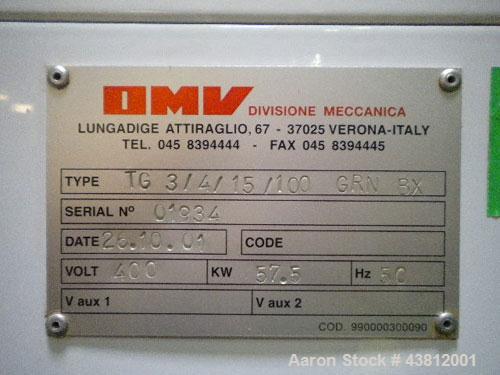 OMV DIVISIONE MECCANICA
LUNGADIGE ATTIRAGLIO, 67 - 37025 VERONA-ITALY
TEL. 045 8394444 - FAX 045 8394445
TYPE TG 3/4/15/100 GRN BX
SERIAL Nº 01934
DATE 26.10.01 CODE
VOLT 400 KW 57.5 Hz 50
V aux 1 V aux 2
COD. 990000300090
Aaron Stock # 43812001